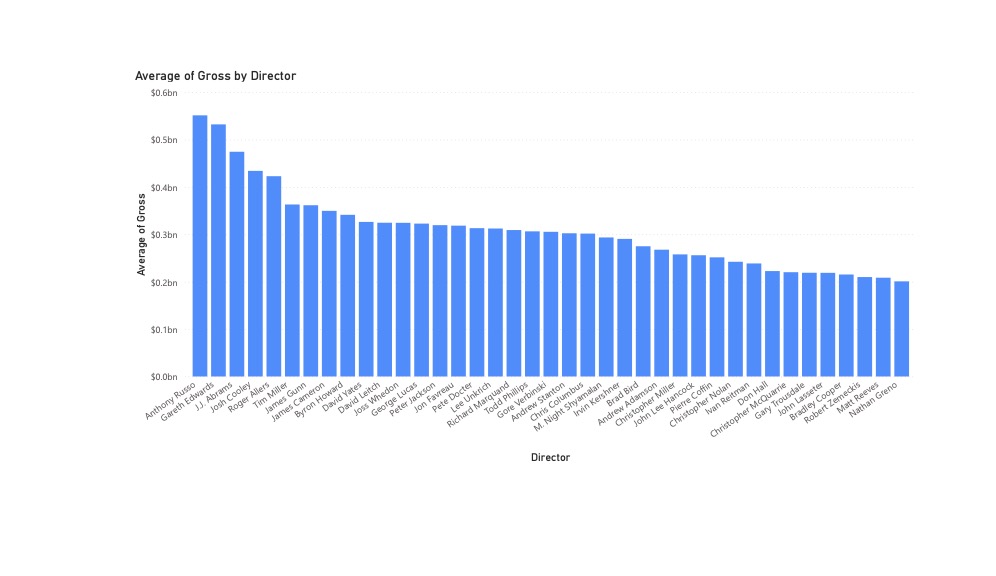 Average of Gross by Director
$0.6bn
$0.5bn
$0.4bn
$0.3bn
$0.2bn
$0.1bn
$0.0bn
Average of Gross
Anthony Russo
Gareth Edwards
J.J. Abrams
Josh Cooley
Roger Allers
Tim Miller
James Gunn
James Cameron
Byron Howard
David Yates
David Leitch
Joss Whedon
George Lucas
Peter Jackson
Jon Favreau
Pete Docter
Lee Unkrich
Richard Marquand
Todd Phillips
Gore Verbinski
Andrew Stanton
Chris Columbus
M. Night Shyamalan
Irvin Kershner
Brad Bird
Andrew Adamson
Christopher Miller
John Lee Hancock
Pierre Coffin
Christopher Nolan
Ivan Reitman
Don Hall
Christopher McQuarrie
Gary Trousdale
John Lasseter
Bradley Cooper
Robert Zemeckis
Matt Reeves
Nathan Greno
Director